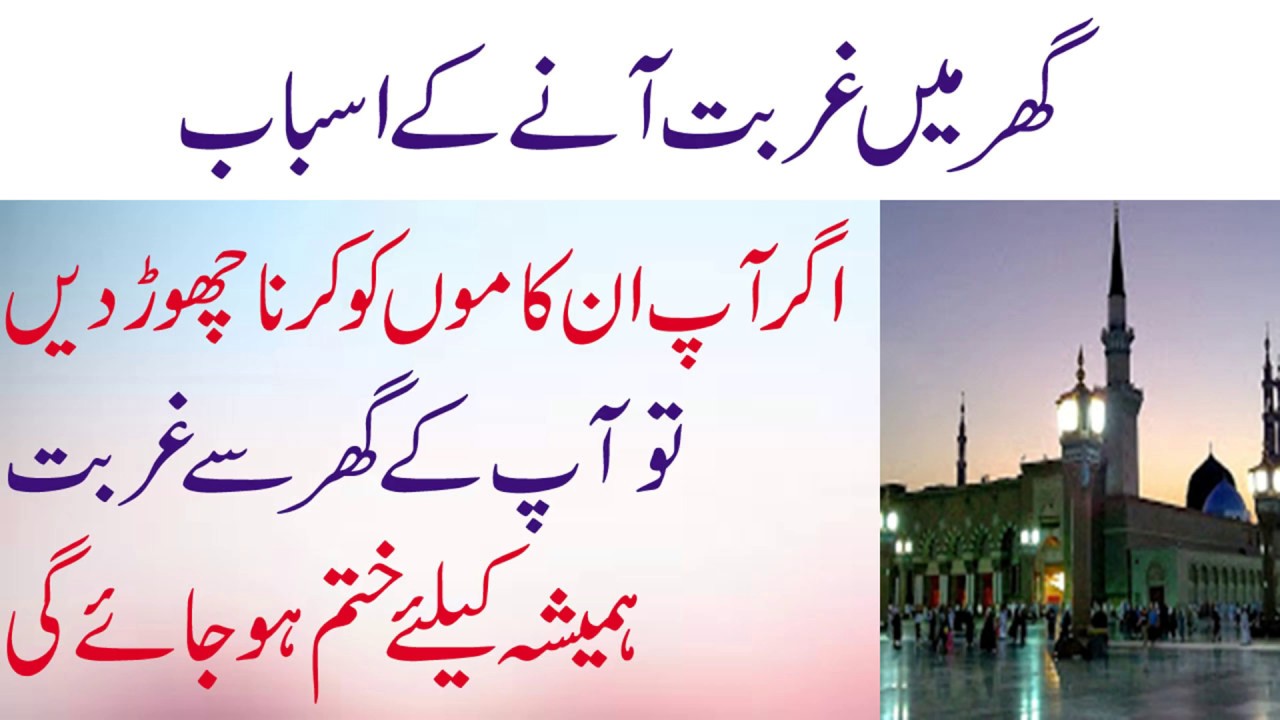 گھر میں غربت آنے کے اسباب
اگر آپ ان کاموں کو کرنا چھوڑ دیں
تو آپ کے گھر سے غربت
ہمیشہ کیلئے ختم ہو جائے گی